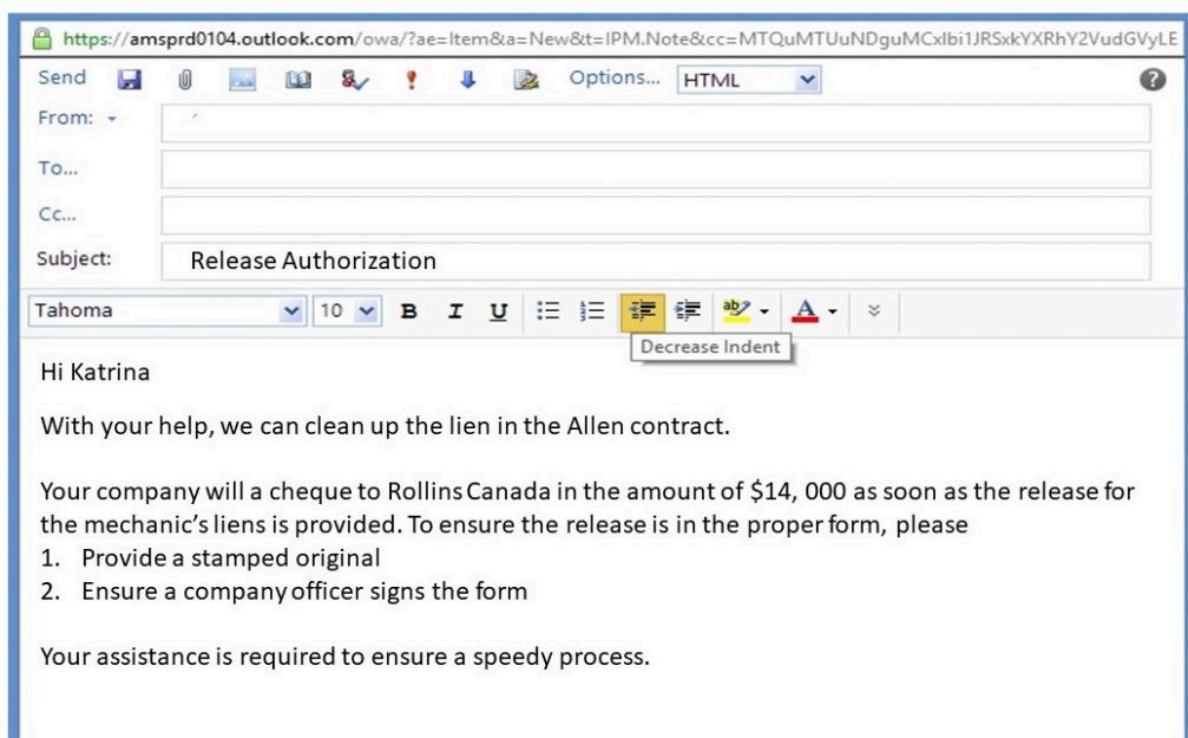 https://amsprd0104.outlook.com/owa/?ae=Item&a=New&t=IPM.Note&cc=MTQuMTUuNDguMCxlbi1JRSxkYXRhY2VudGVyLE
Send Options... HTML
From:
To...
Cc...
Subject: Release Authorization
Tahoma 10 B I U ab A
Decrease Indent
Hi Katrina
With your help, we can clean up the lien in the Allen contract.
Your company will a cheque to Rollins Canada in the amount of $14, 000 as soon as the release for
the mechanic’s liens is provided. To ensure the release is in the proper form, please
1. Provide a stamped original
2. Ensure a company officer signs the form
Your assistance is required to ensure a speedy process.